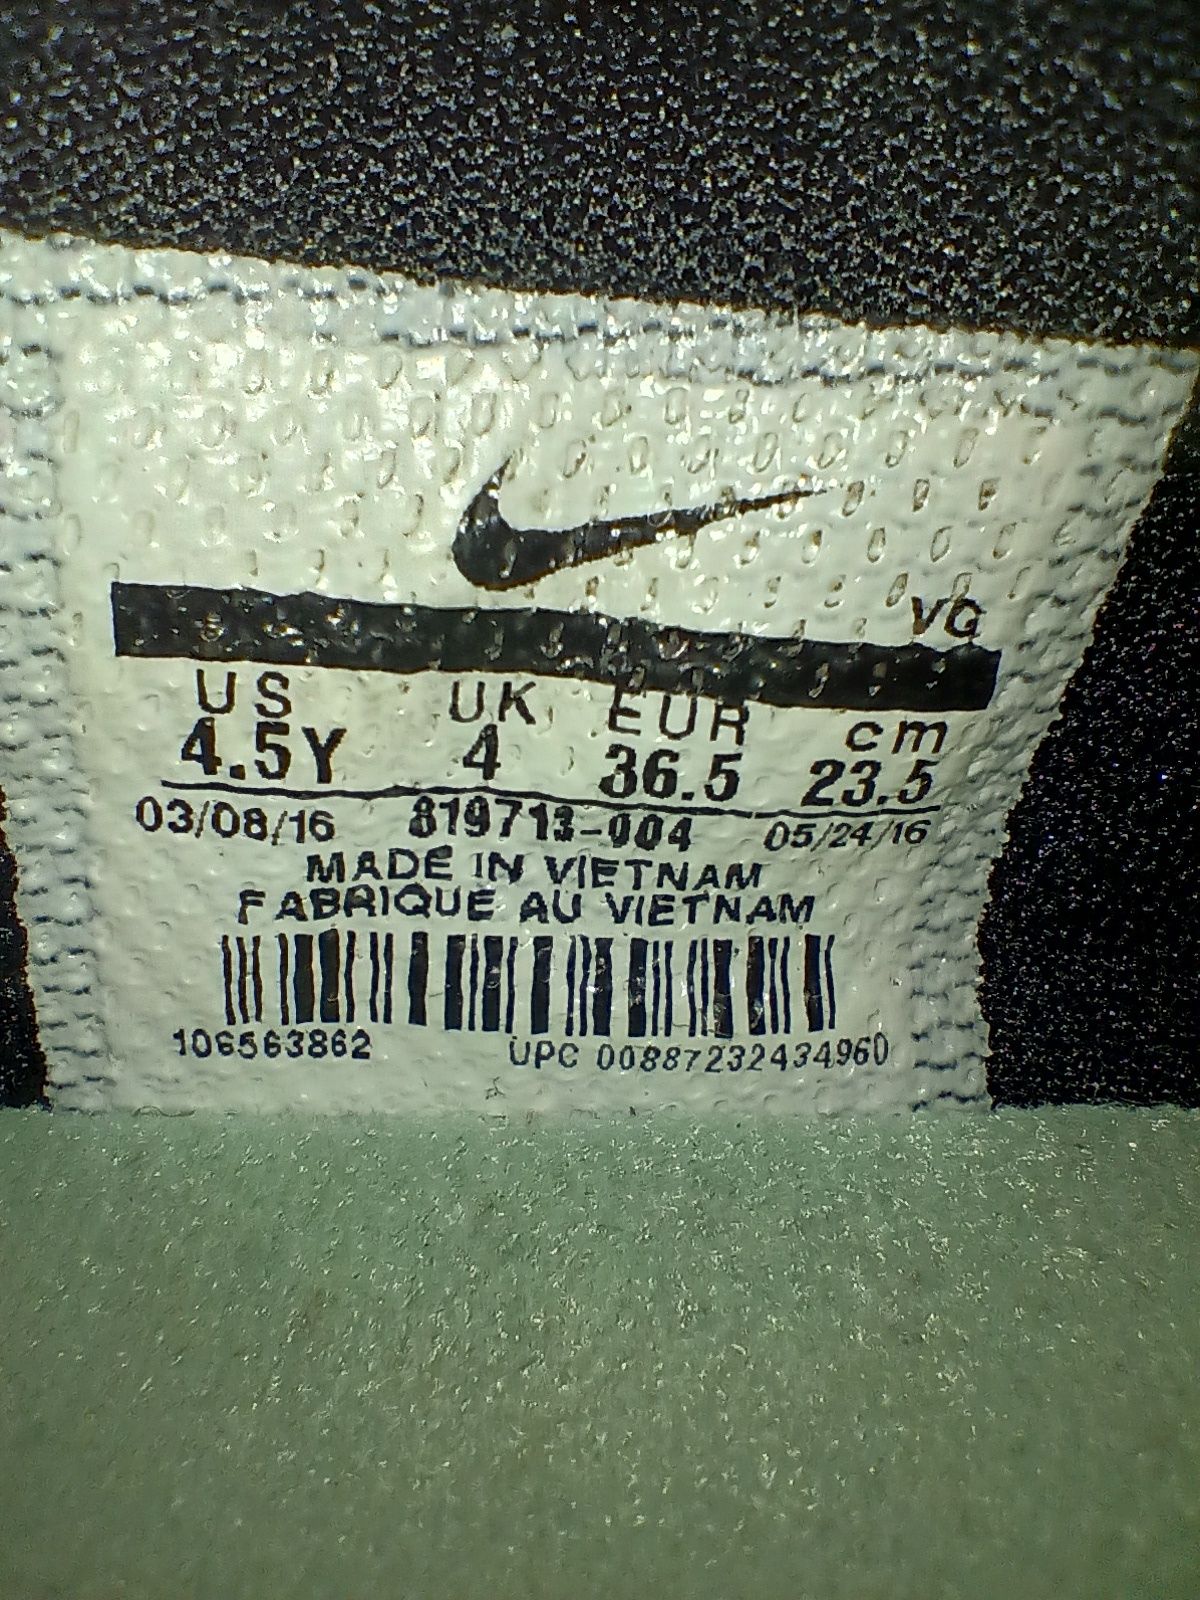 VG
US UK EUR cm
4.5Y 4 36.5 23.5
03/08/16 819713-004 05/24/16
MADE IN VIETNAM
FABRIQUE AU VIETNAM
106563862 UPC 00887232434960